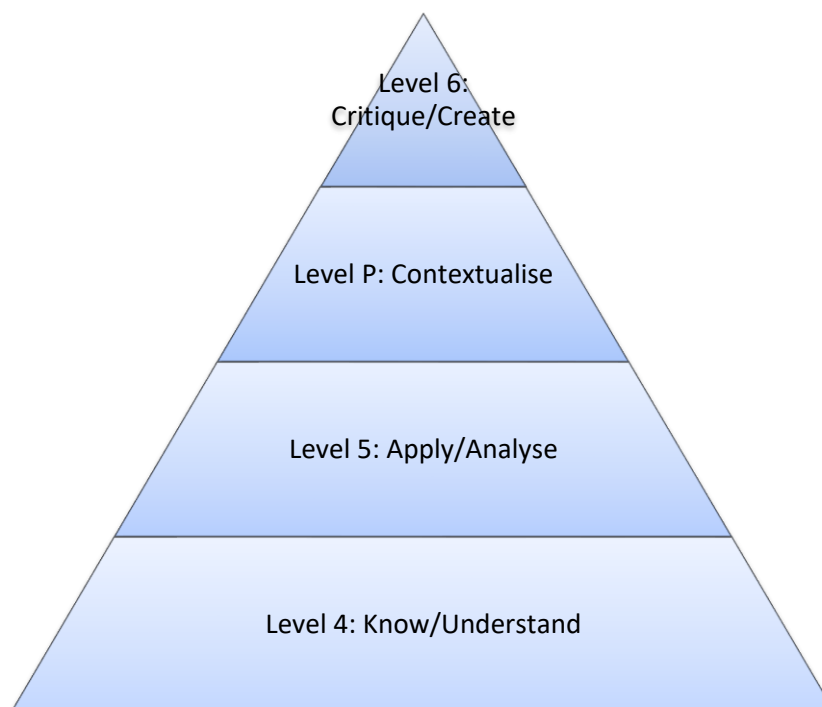 Level 6:
Critique/Create
Level P: Contextualise
Level 5: Apply/Analyse
Level 4: Know/Understand